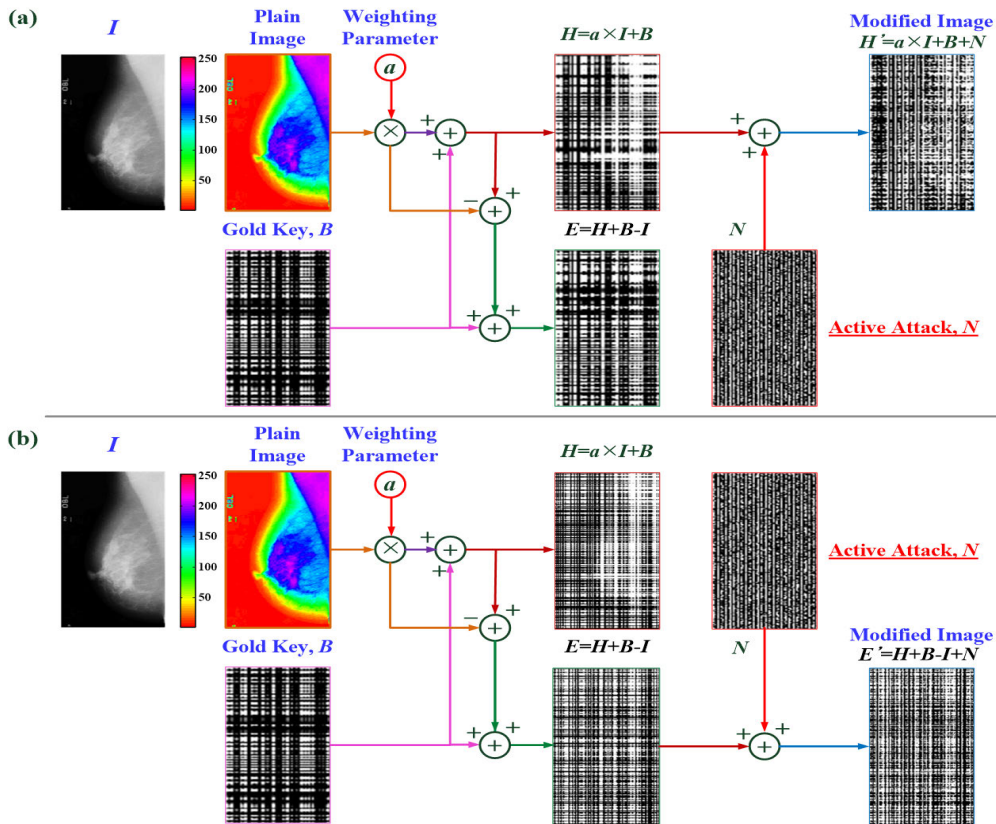 (a)
I
Plain
Image
Weighting
Parameter
H=a×I+B
Modified Image
H'=a×I+B+N
250
200
150
100
50
a
×
+
+
+
+
+
+
+
−
+
+
Gold Key, B
E=H+B-I
N
+
+
+
Active Attack, N
(b)
I
Plain
Image
Weighting
Parameter
H=a×I+B
250
200
150
100
50
0
a
×
+
+
+
+
−
+
+
Active Attack, N
Gold Key, B
E=H+B-I
N
Modified Image
E'=H+B-I+N
+
+
+
+
+
+